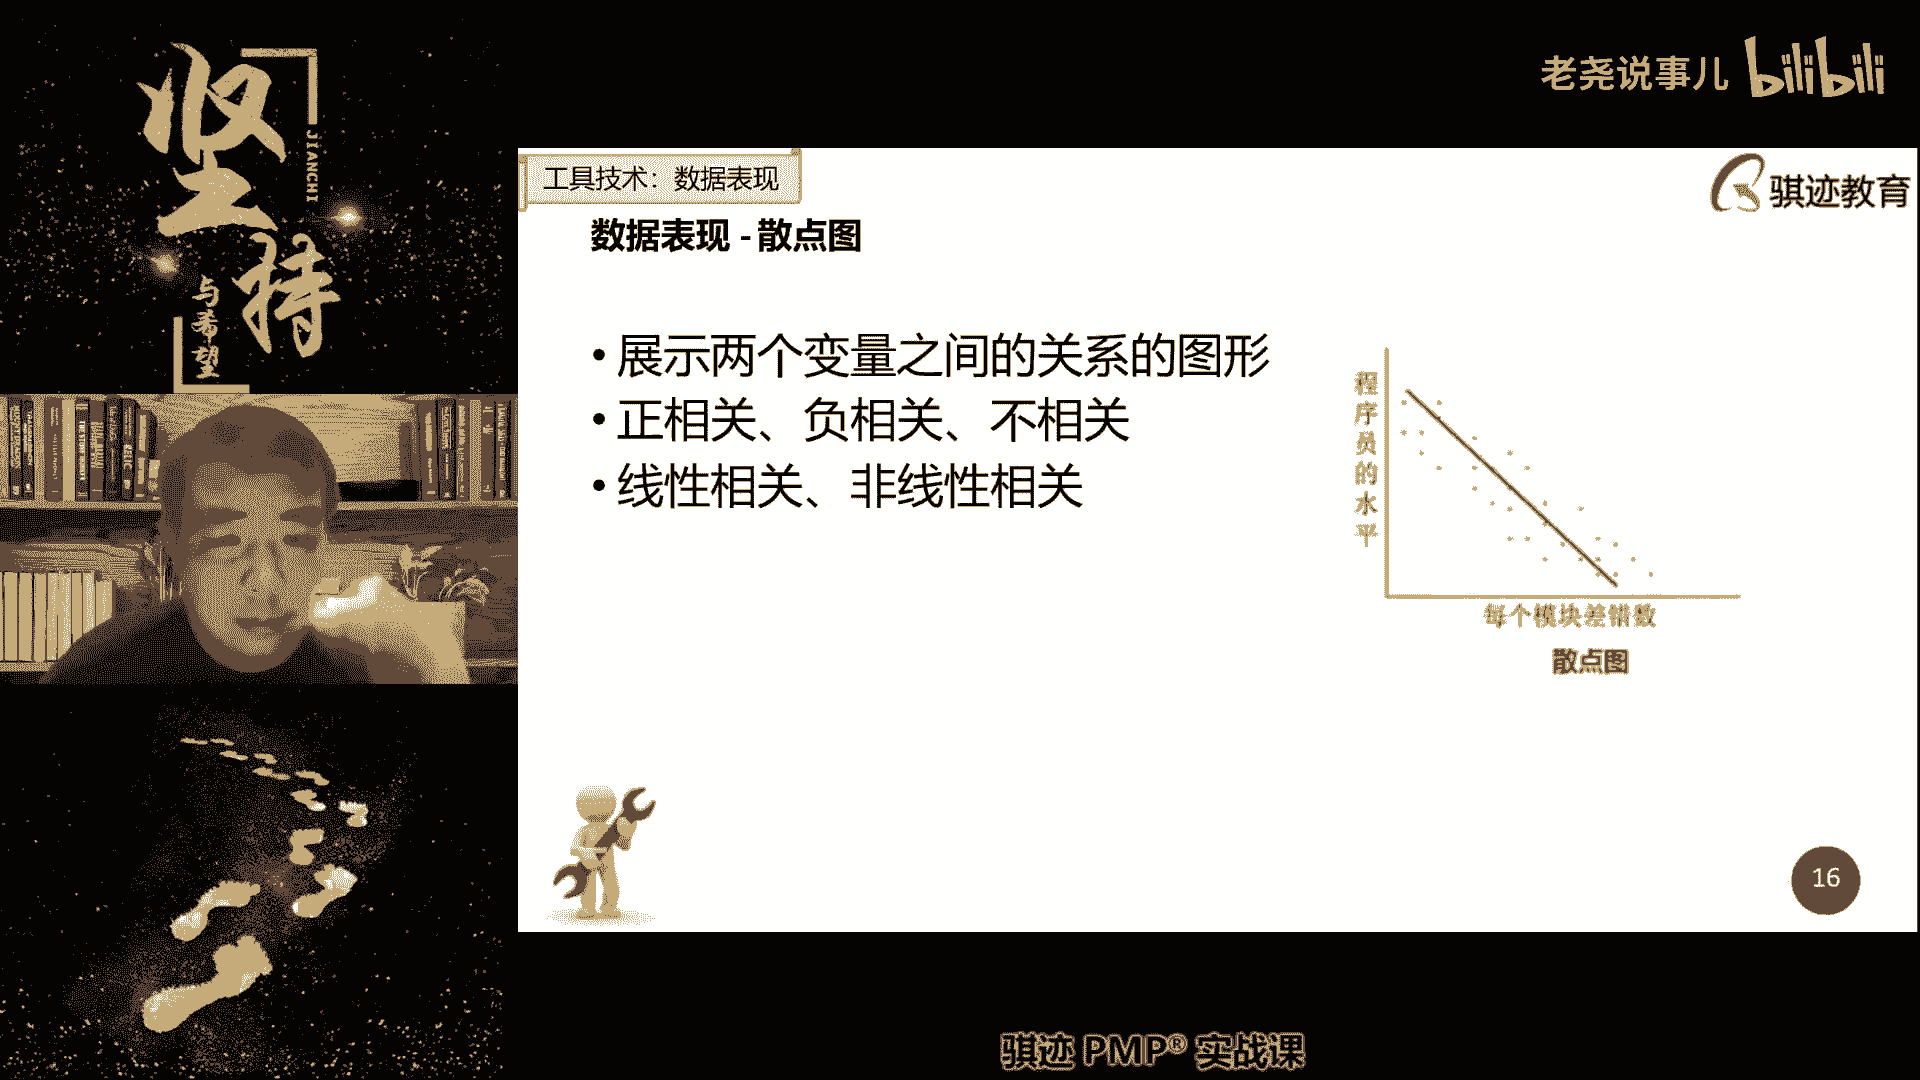 坚持
JIANCHI
与希望
老尧说事儿 bilibili
工具技术：数据表现
骐迹教育
数据表现 - 散点图
• 展示两个变量之间的关系的图形
• 正相关、负相关、不相关
• 线性相关、非线性相关
程序员的水平
每个模块差错数
散点图
16
骐迹 PMP® 实战课